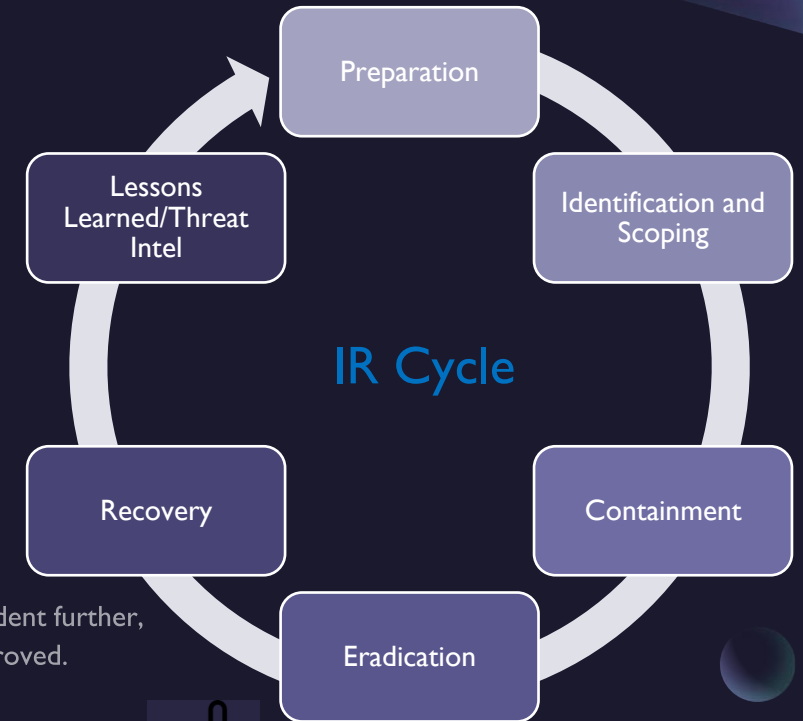 Preparation
Identification and
Scoping
Containment
Eradication
Recovery
Lessons
Learned/Threat
Intel
IR Cycle
dent further,
roved.